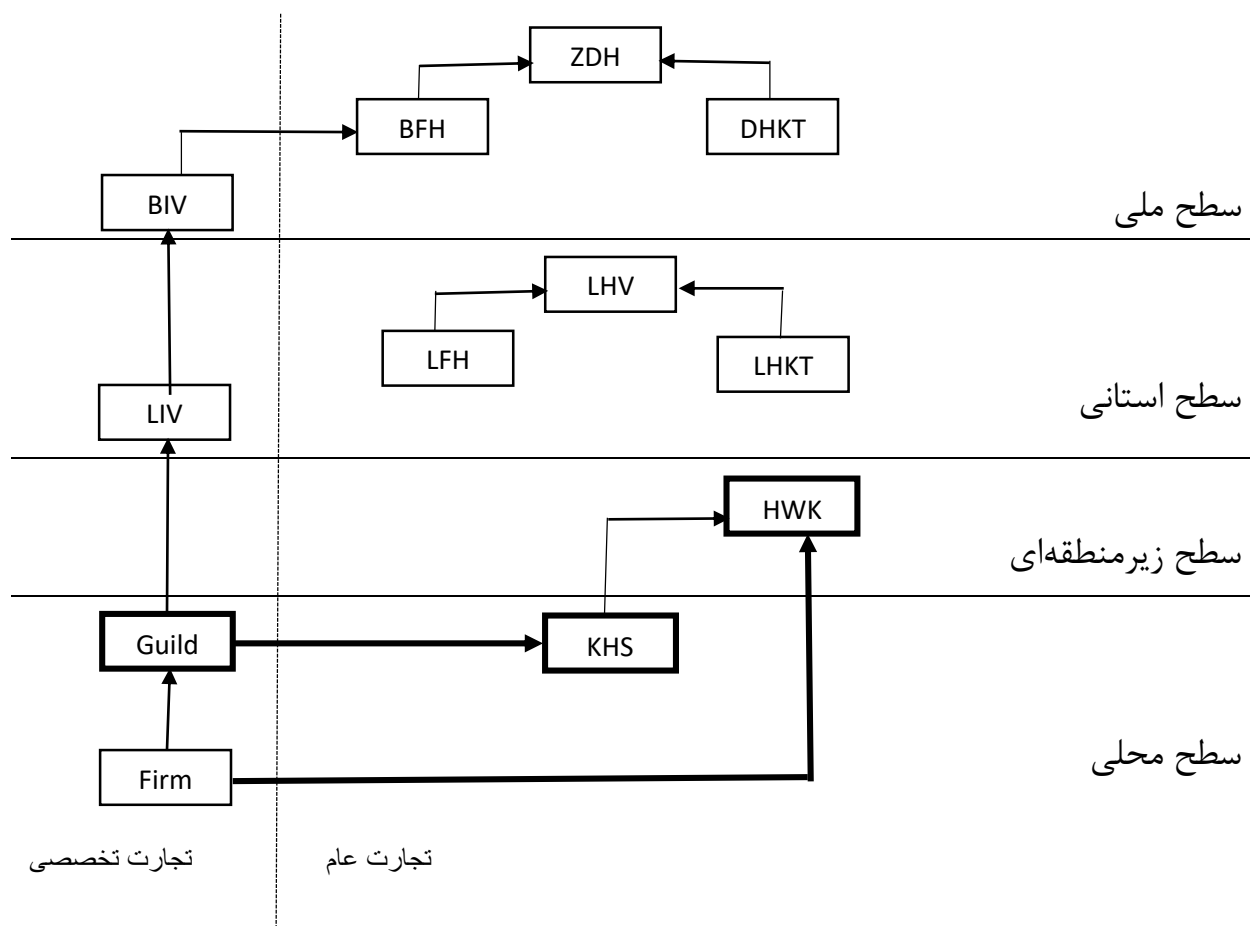 ZDH
BFH
DHKT
BIV
سطح ملی
LHV
LFH
LHKT
LIV
سطح استانی
HWK
سطح زیرمنطقه‌ای
Guild
KHS
سطح محلی
Firm
تجارت تخصصی
تجارت عام